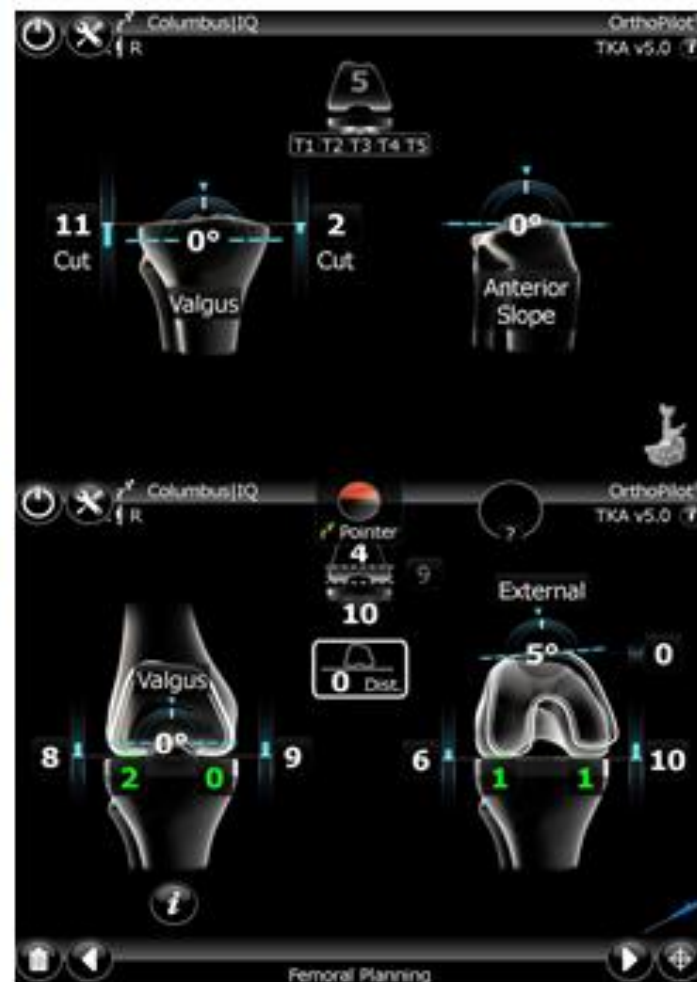 Columbus|IQ
OrthoPilot
R
TKA v5.0
5
T1 T2 T3 T4 T5
11
Cut
0°
Valgus
2
Cut
0°
Anterior
Slope
Columbus|IQ
OrthoPilot
R
TKA v5.0
Pointer
?
4
9
10
External
5°
0
0 Dist.
Valgus
0°
8
9
2
0
6
10
1
1
i
Femoral Planning